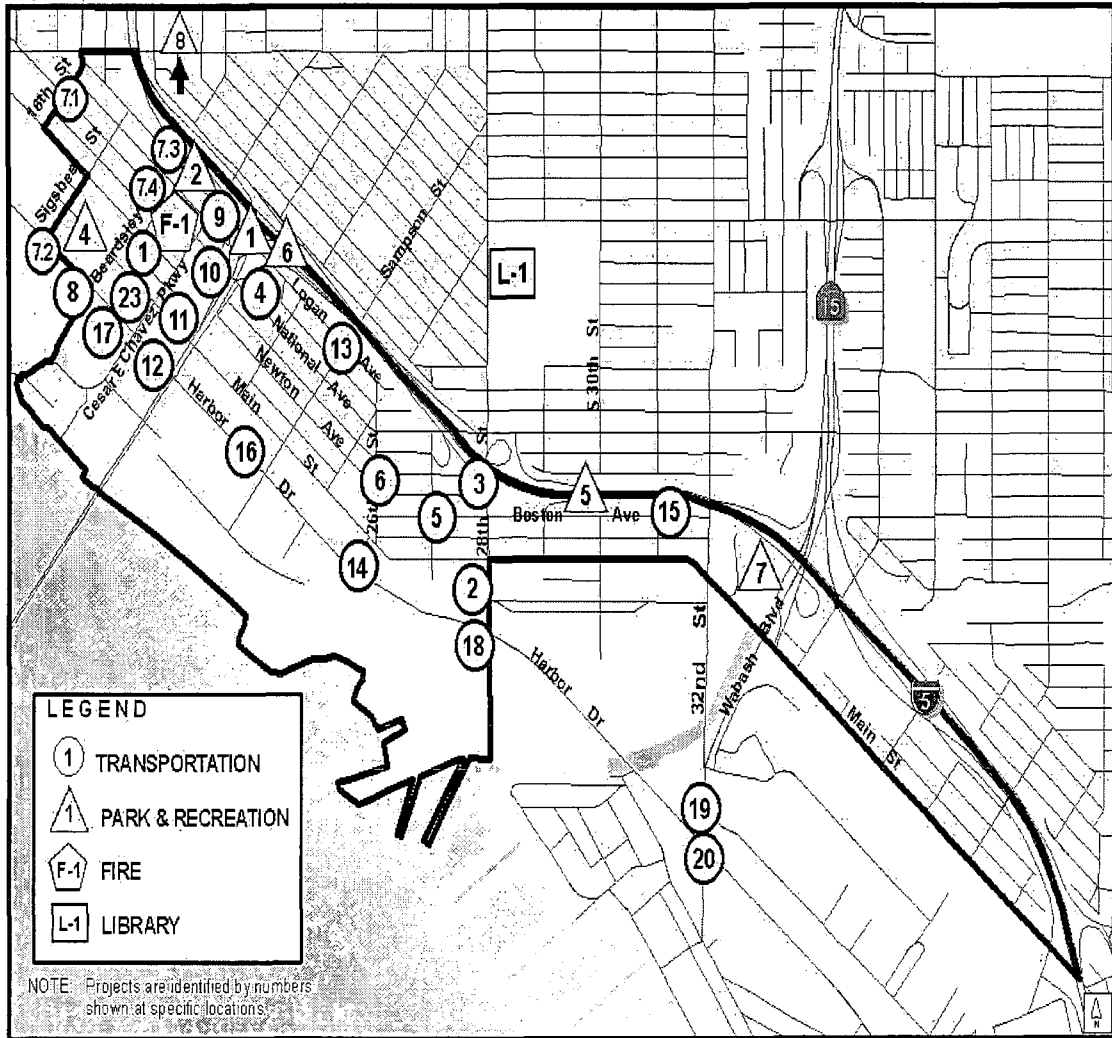 8
18th St
7.1
Sigsbee St
7.3
2
7.4
Beardsley
F-1
9
4
7.2
1
1
6
Sampson St
L-1
10
8
23
4
Cesar E Chavez Pkwy
11
17
12
Logan Ave
National Ave
Newton Ave
Main St
13
15
S 30th St
Harbor Dr
16
26th St
6
28th St
3
5
5
Boston Ave
15
14
2
7
18
Harbor Dr
32nd St
Wabash Blvd
5
Main St
19
20
LEGEND
1 TRANSPORTATION
1 PARK & RECREATION
F-1 FIRE
L-1 LIBRARY
NOTE: Projects are identified by numbers
shown at specific locations.
N